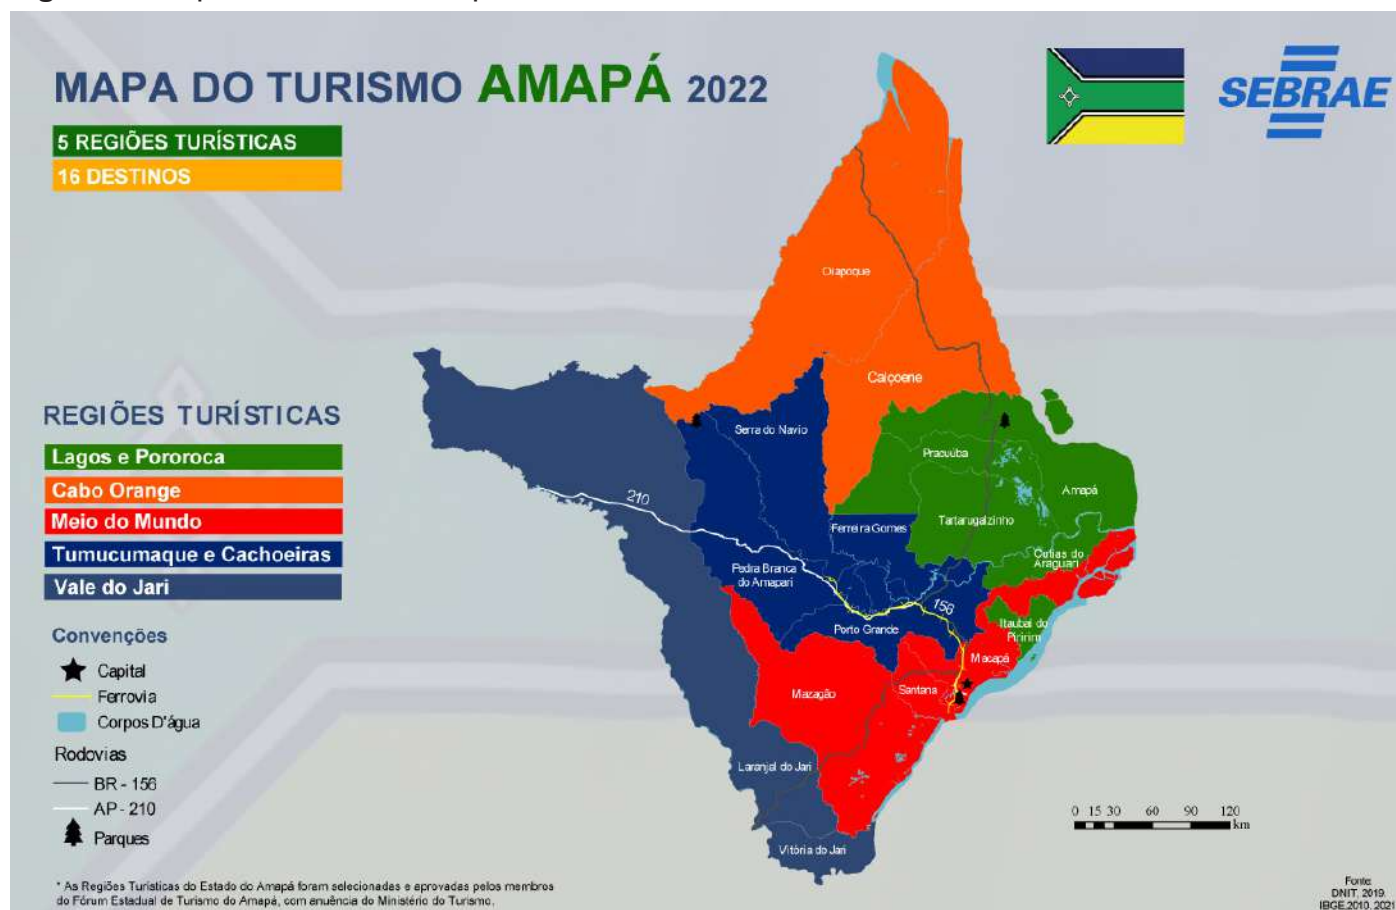 MAPA DO TURISMO AMAPÁ 2022
5 REGIÕES TURÍSTICAS
16 DESTINOS
SEBRAE
REGIÕES TURÍSTICAS
Lagos e Pororoca
Cabo Orange
Meio do Mundo
Tumucumaque e Cachoeiras
Vale do Jari
Convenções
Capital
Ferrovia
Corpos D'água
Rodovias
BR - 156
AP - 210
Parques
Oiapoque
Calçoene
Serra do Navio
Pracuúba
Amapá
210
Tartarugalzinho
Ferreira Gomes
Cutias do
Araguari
Pedra Branca
do Amapari
156
Porto Grande
Itaubal do
Piririm
Macapá
Mazagão
Santana
Laranjal do Jari
Vitória do Jari
0 15 30 60 90 120
km
* As Regiões Turísticas do Estado do Amapá foram selecionadas e aprovadas pelos membros
do Fórum Estadual de Turismo do Amapá, com anuência do Ministério do Turismo.
Fonte:
DNIT, 2019.
IBGE,2010, 2021